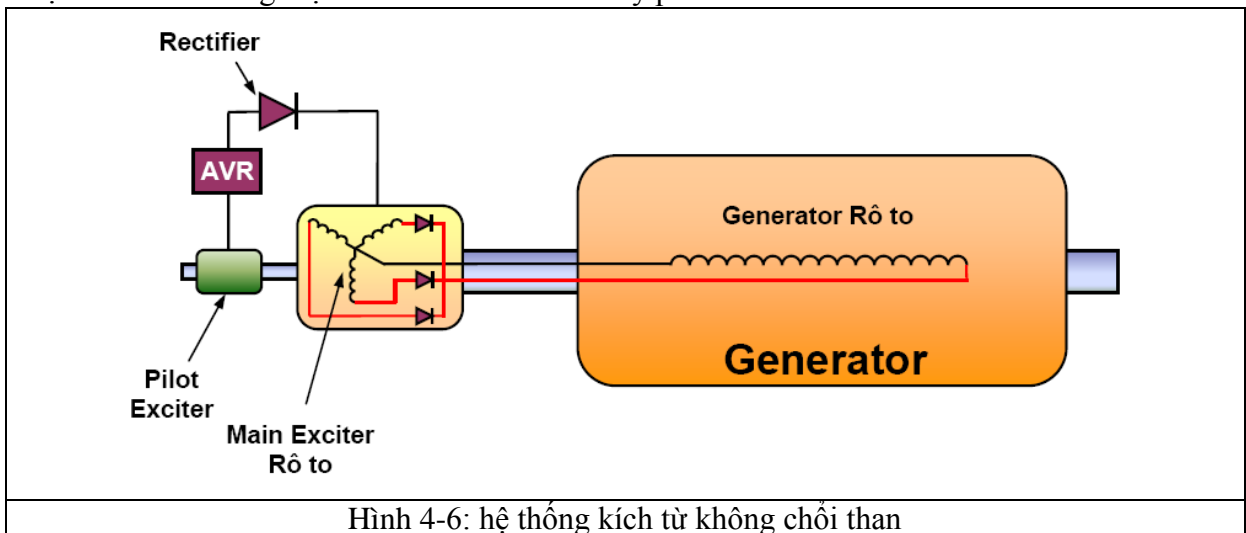 Rectifier
AVR
Generator Rô to
Generator
Pilot
Exciter
Main Exciter
Rô to
Hình 4-6: hệ thống kích từ không chổi than